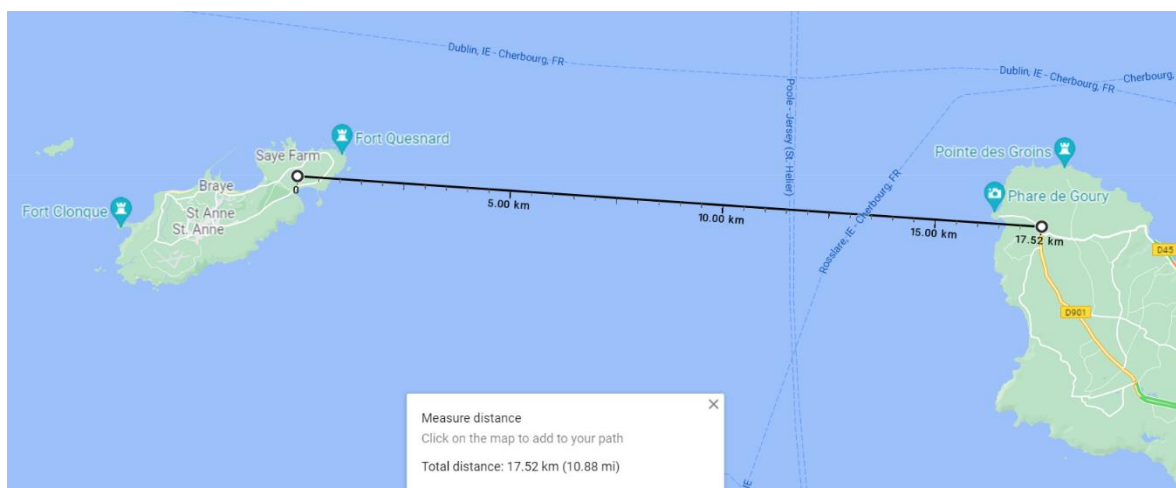 Dublin, IE - Cherbourg, FR
Dublin, IE - Cherbourg, FR
Cherbourg,
Poole - Jersey (St. Helier)
Fort Quesnard
Saye Farm
Pointe des Groins
Braye
Phare de Goury
Fort Clonque
St Anne
St. Anne
0
5.00 km
10.00 km
15.00 km
17.52 km
Rosslare, IE - Cherbourg, FR
D45
D901
Measure distance
Click on the map to add to your path
Total distance: 17.52 km (10.88 mi)
IE